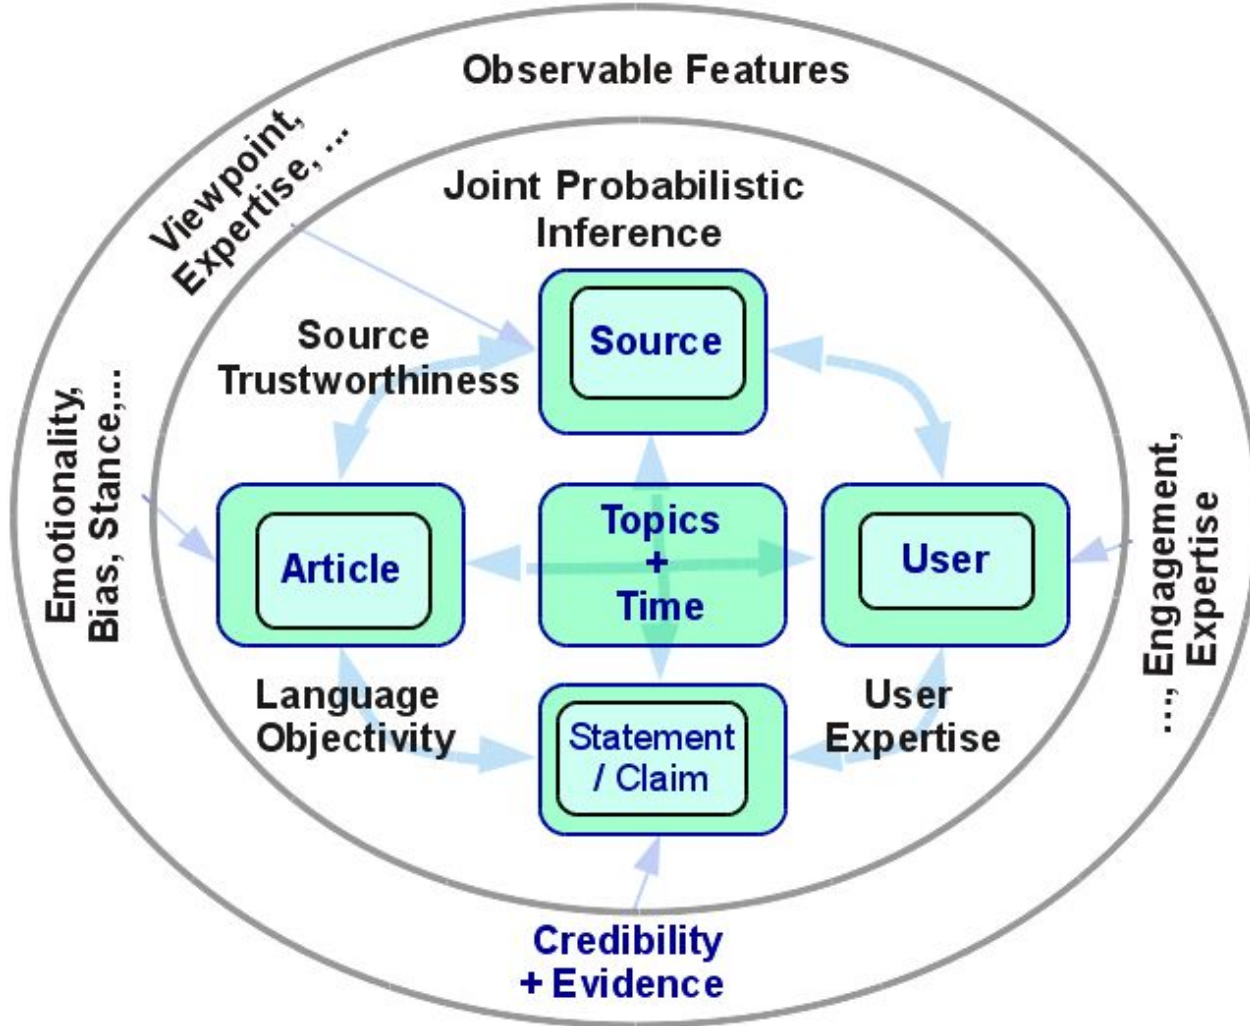 Observable Features
Viewpoint,
Expertise, ...
Joint Probabilistic
Inference
Source
Trustworthiness
Source
Emotionality,
Bias, Stance,...
Article
Topics
+
Time
User
...., Engagement,
Expertise
Language
Objectivity
Statement
/ Claim
User
Expertise
Credibility
+ Evidence